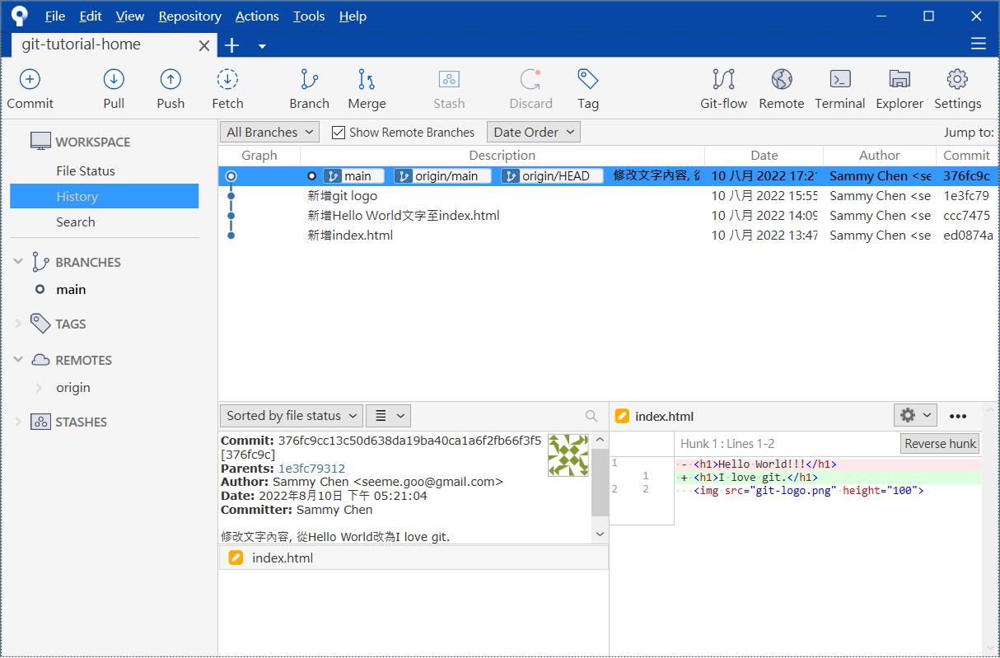 File Edit View Repository Actions Tools Help
git-tutorial-home
Commit Pull Push Fetch Branch Merge Stash Discard Tag Git-flow Remote Terminal Explorer Settings
WORKSPACE
File Status
History
Search
BRANCHES
main
TAGS
REMOTES
origin
STASHES
All Branches Show Remote Branches Date Order Jump to:
Graph Description Date Author Commit
main origin/main origin/HEAD 修改文字內容, 從 10 八月 2022 17:21 Sammy Chen <se 376fc9c
新增git logo 10 八月 2022 15:55 Sammy Chen <se 1e3fc79
新增Hello World文字至index.html 10 八月 2022 14:09 Sammy Chen <se ccc7475
新增index.html 10 八月 2022 13:47 Sammy Chen <se ed0874a
Sorted by file status
Commit: 376fc9cc13c50d638da19ba40ca1a6f2fb66f3f5
[376fc9c]
Parents: 1e3fc79312
Author: Sammy Chen <seeme.goo@gmail.com>
Date: 2022年8月10日 下午 05:21:04
Committer: Sammy Chen
修改文字內容, 從Hello World改為I love git.
index.html
index.html
Hunk 1 : Lines 1-2 Reverse hunk
1 - <h1>Hello World!!!</h1>
1 + <h1>I love git.</h1>
2 2 <img src="git-logo.png" height="100">